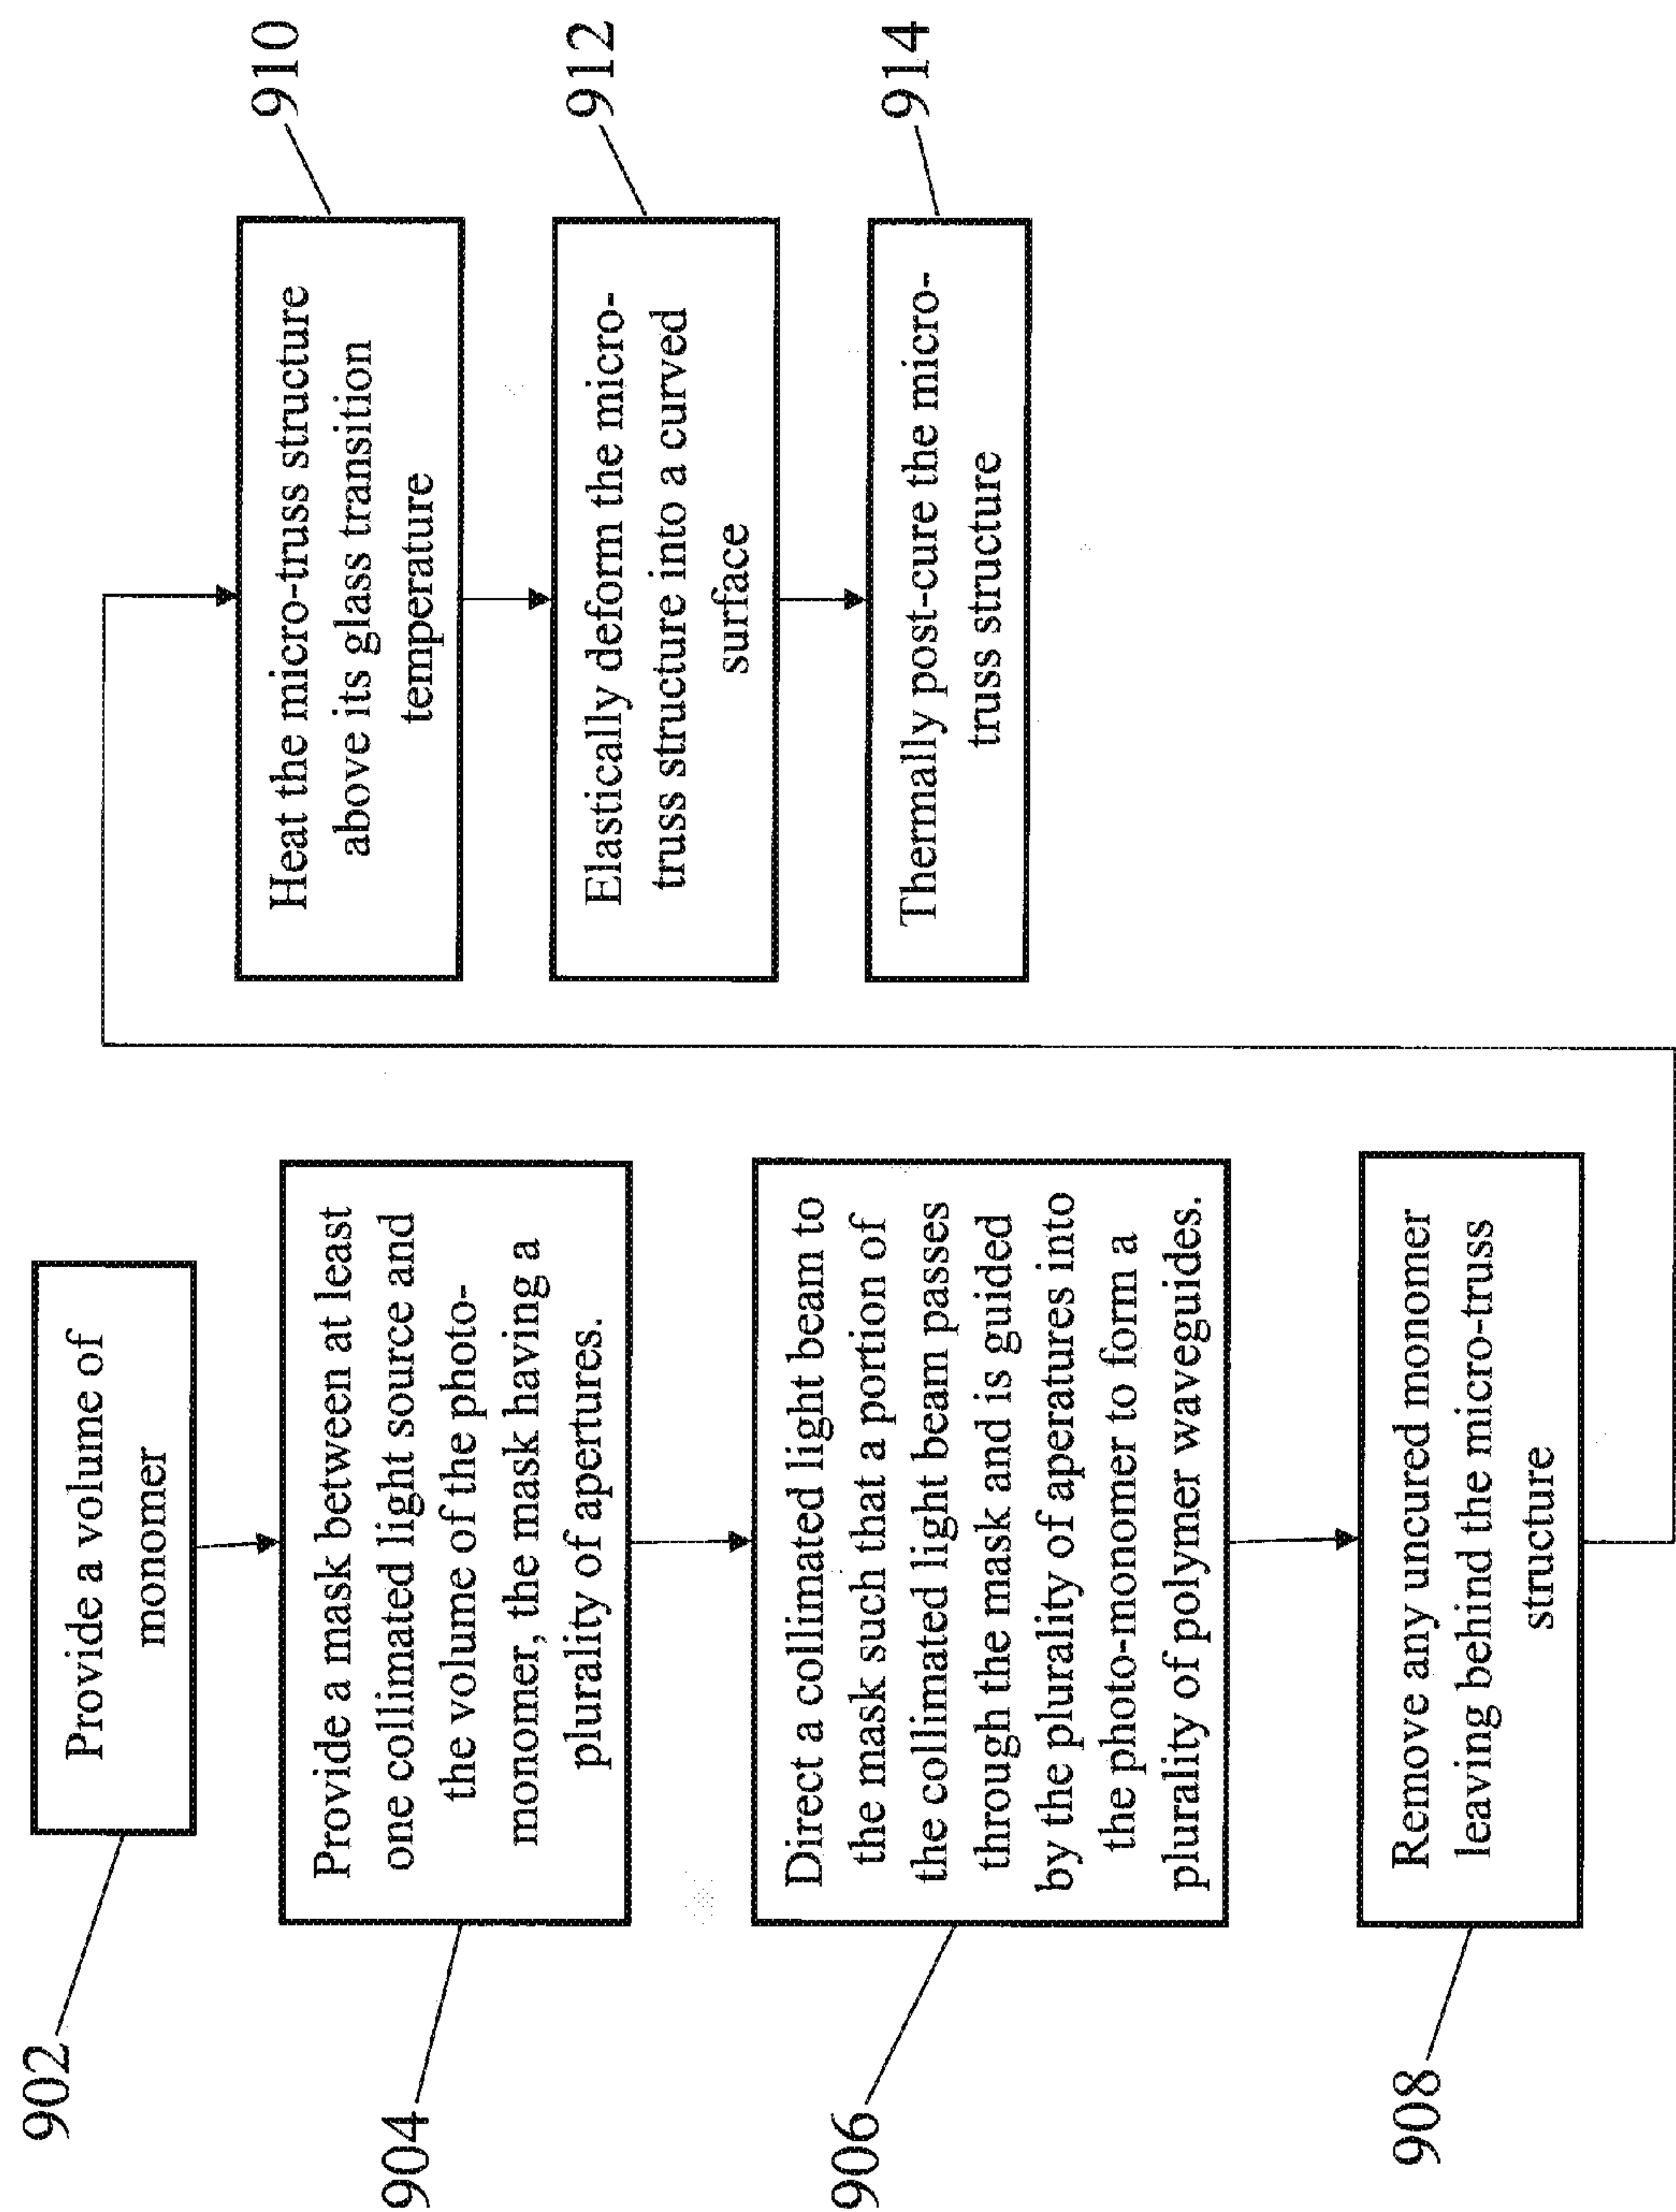 902
Provide a volume of
monomer
904
Provide a mask between at least
one collimated light source and
the volume of the photo-
monomer, the mask having a
plurality of apertures.
906
Direct a collimated light beam to
the mask such that a portion of
the collimated light beam passes
through the mask and is guided
by the plurality of aperatures into
the photo-monomer to form a
plurality of polymer waveguides.
908
Remove any uncured monomer
leaving behind the micro-truss
structure
910
Heat the micro-truss structure
above its glass transition
temperature
912
Elastically deform the micro-
truss structure into a curved
surface
914
Thermally post-cure the micro-
truss structure